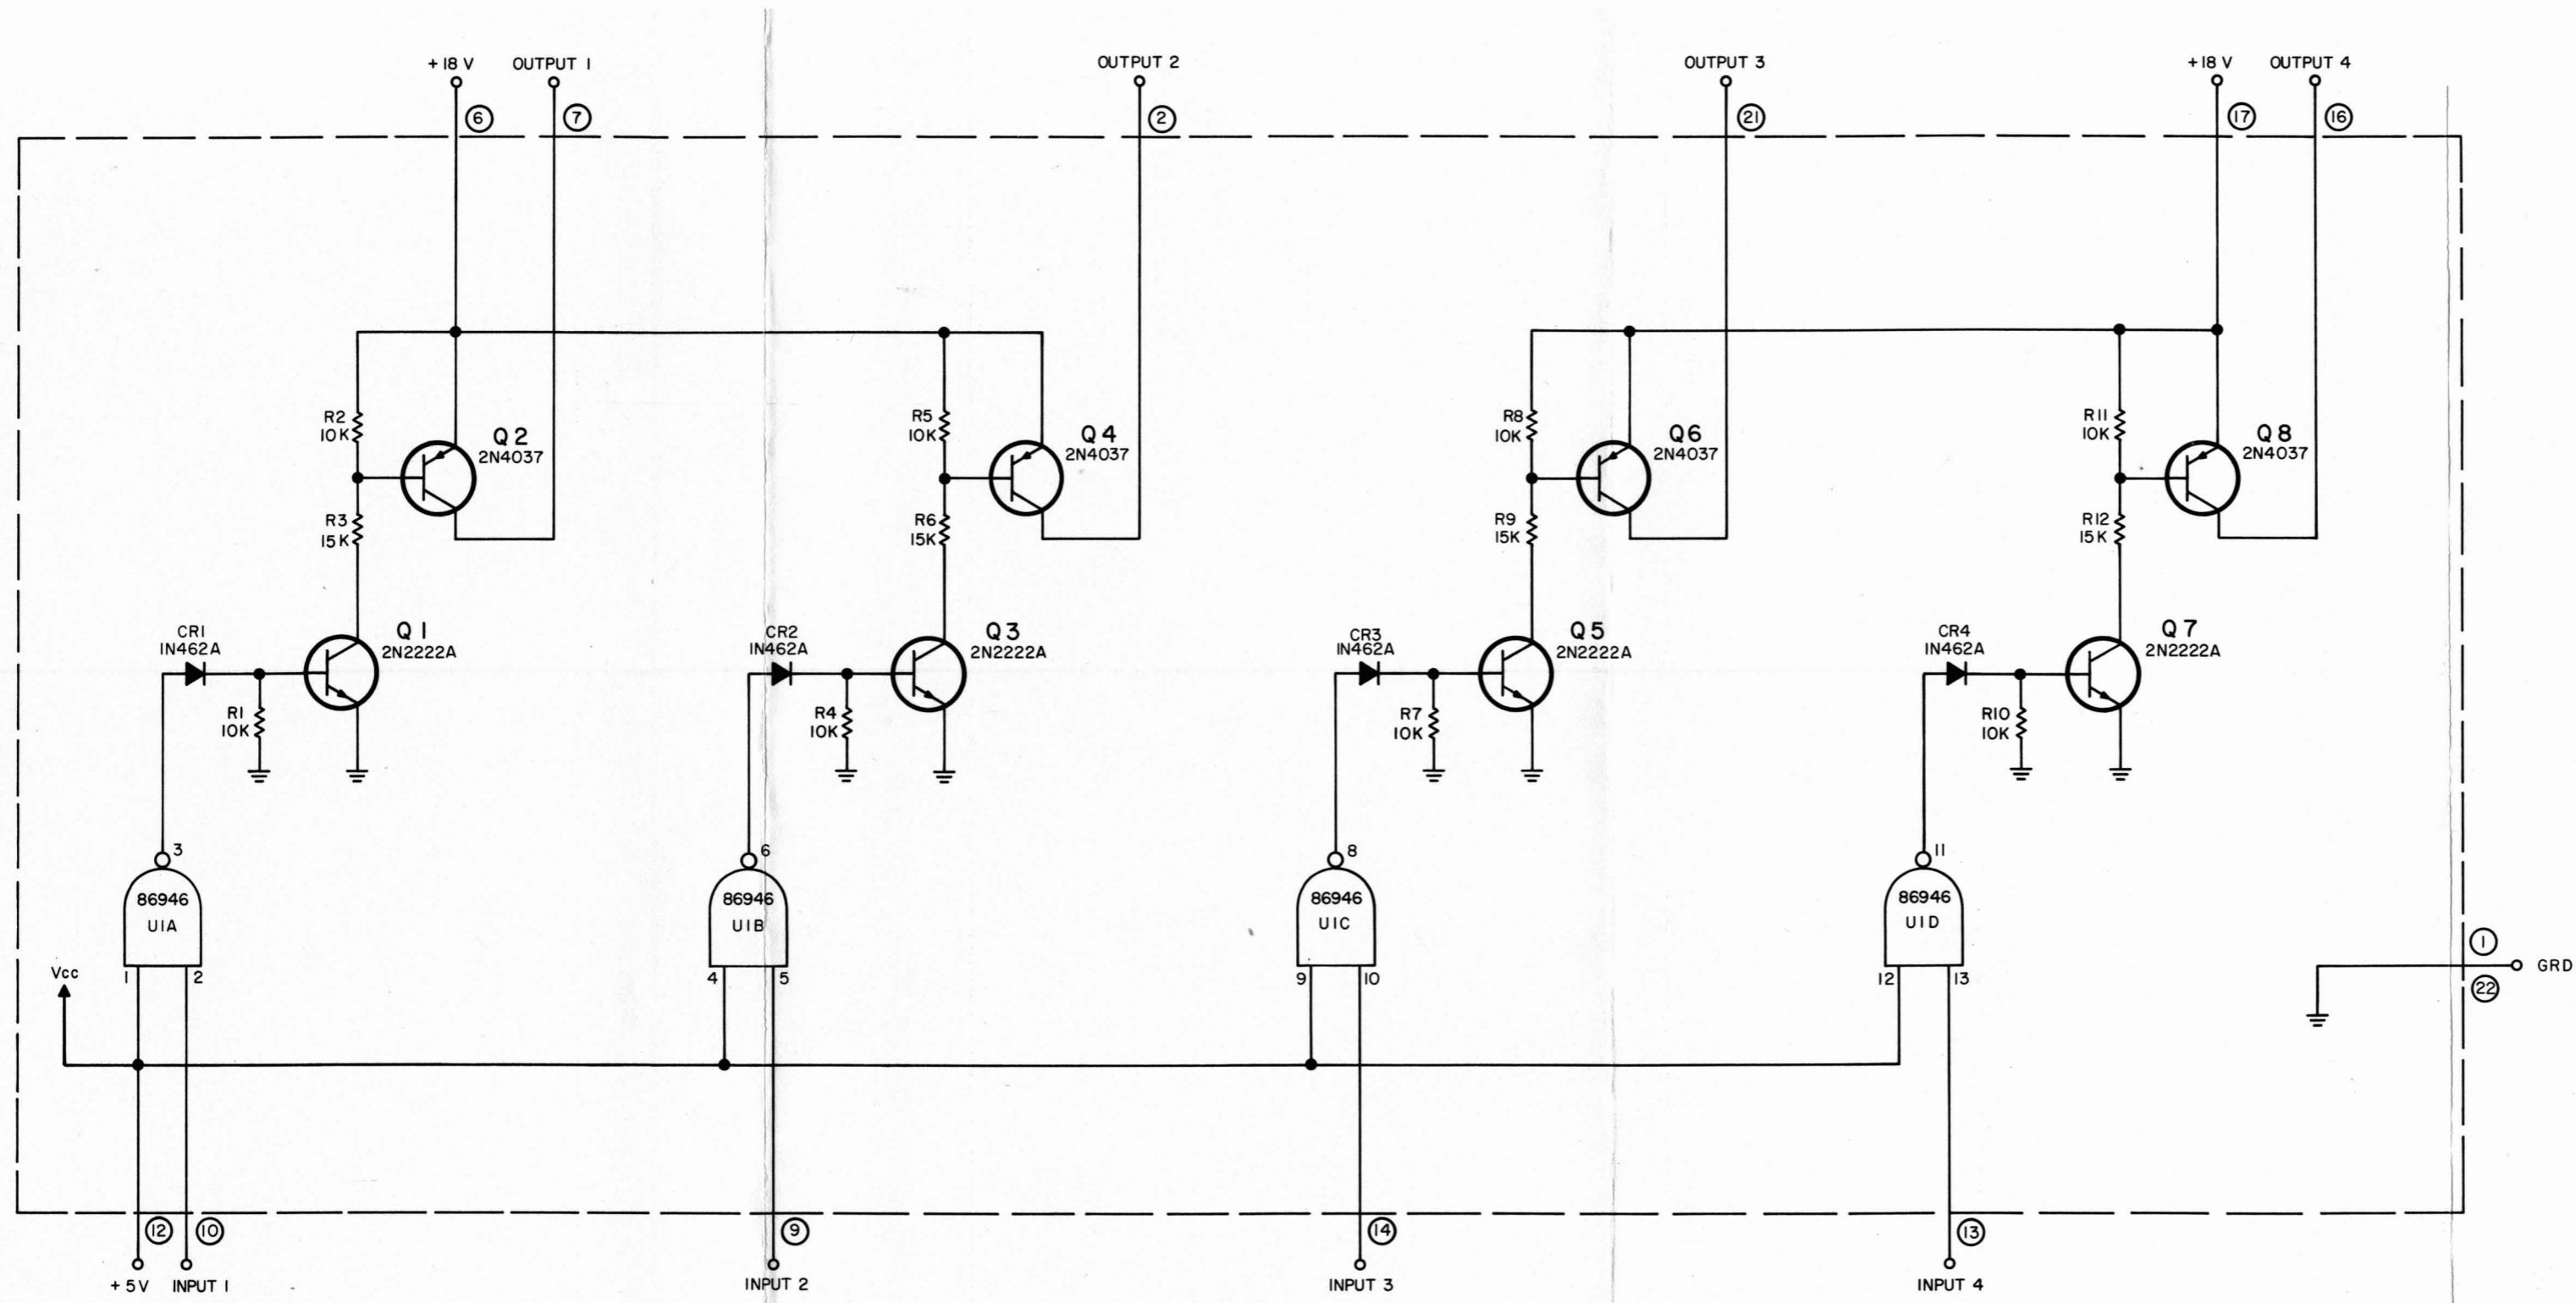 +18 V
OUTPUT 1
OUTPUT 2
OUTPUT 3
+18 V
OUTPUT 4
6
7
2
21
17
16
R2
10K
Q2
2N4037
R5
10K
Q4
2N4037
R8
10K
Q6
2N4037
R11
10K
Q8
2N4037
R3
15K
R6
15K
R9
15K
R12
15K
CR1
1N462A
Q1
2N2222A
CR2
1N462A
Q3
2N2222A
CR3
1N462A
Q5
2N2222A
CR4
1N462A
Q7
2N2222A
R1
10K
R4
10K
R7
10K
R10
10K
3
6
8
11
86946
U1A
86946
U1B
86946
U1C
86946
U1D
Vcc
1
2
4
5
9
10
12
13
1
GRD
22
12
10
9
14
13
+5V
INPUT 1
INPUT 2
INPUT 3
INPUT 4